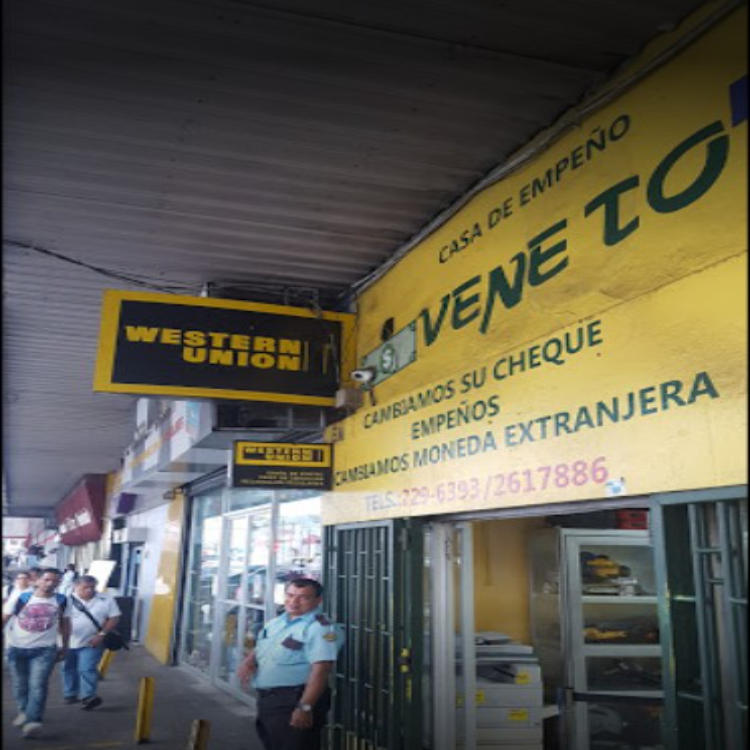 CASA DE EMPEÑO
VENETO
$
CAMBIAMOS SU CHEQUE
EMPEÑOS
CAMBIAMOS MONEDA EXTRANJERA
TELS.:229-6393/2617886
WESTERN
UNION
WESTERN
UNION